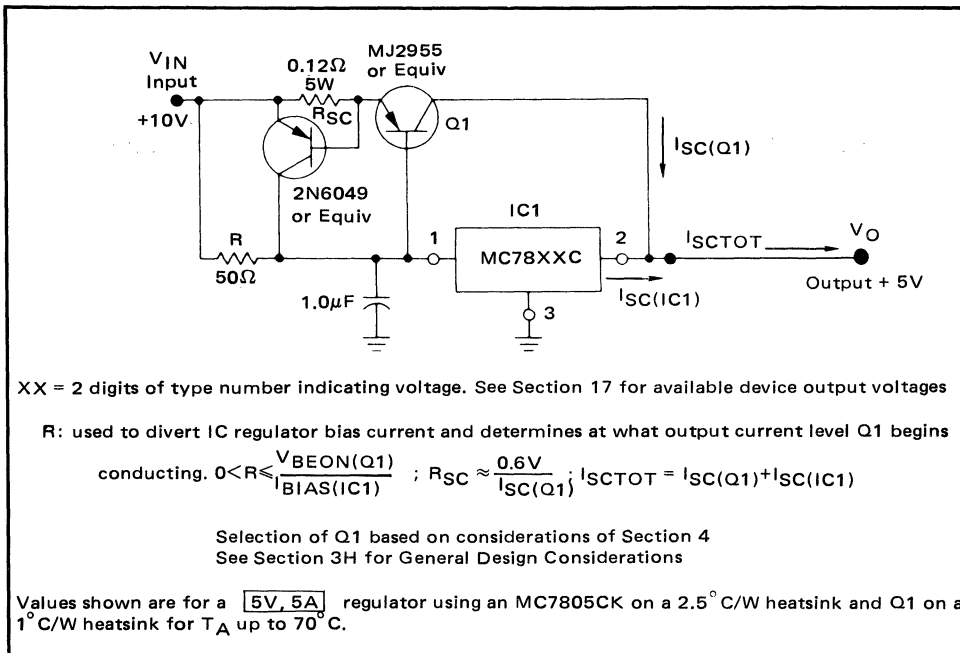 MJ2955
or Equiv
VIN
Input
+10V
0.12Ω
5W
RSC
Q1
2N6049
or Equiv
ISC(Q1)
IC1
R
50Ω
1
MC78XXC
2
ISCTOT
VO
Output + 5V
ISC(IC1)
1.0μF
3
XX = 2 digits of type number indicating voltage. See Section 17 for available device output voltages
R: used to divert IC regulator bias current and determines at what output current level Q1 begins
conducting. 0<R≤VBEON(Q1)/IBIAS(IC1) ; RSC ≈ 0.6V/ISC(Q1); ISCTOT = ISC(Q1)+ISC(IC1)
Selection of Q1 based on considerations of Section 4
See Section 3H for General Design Considerations
Values shown are for a 5V, 5A regulator using an MC7805CK on a 2.5°C/W heatsink and Q1 on a
1°C/W heatsink for TA up to 70°C.